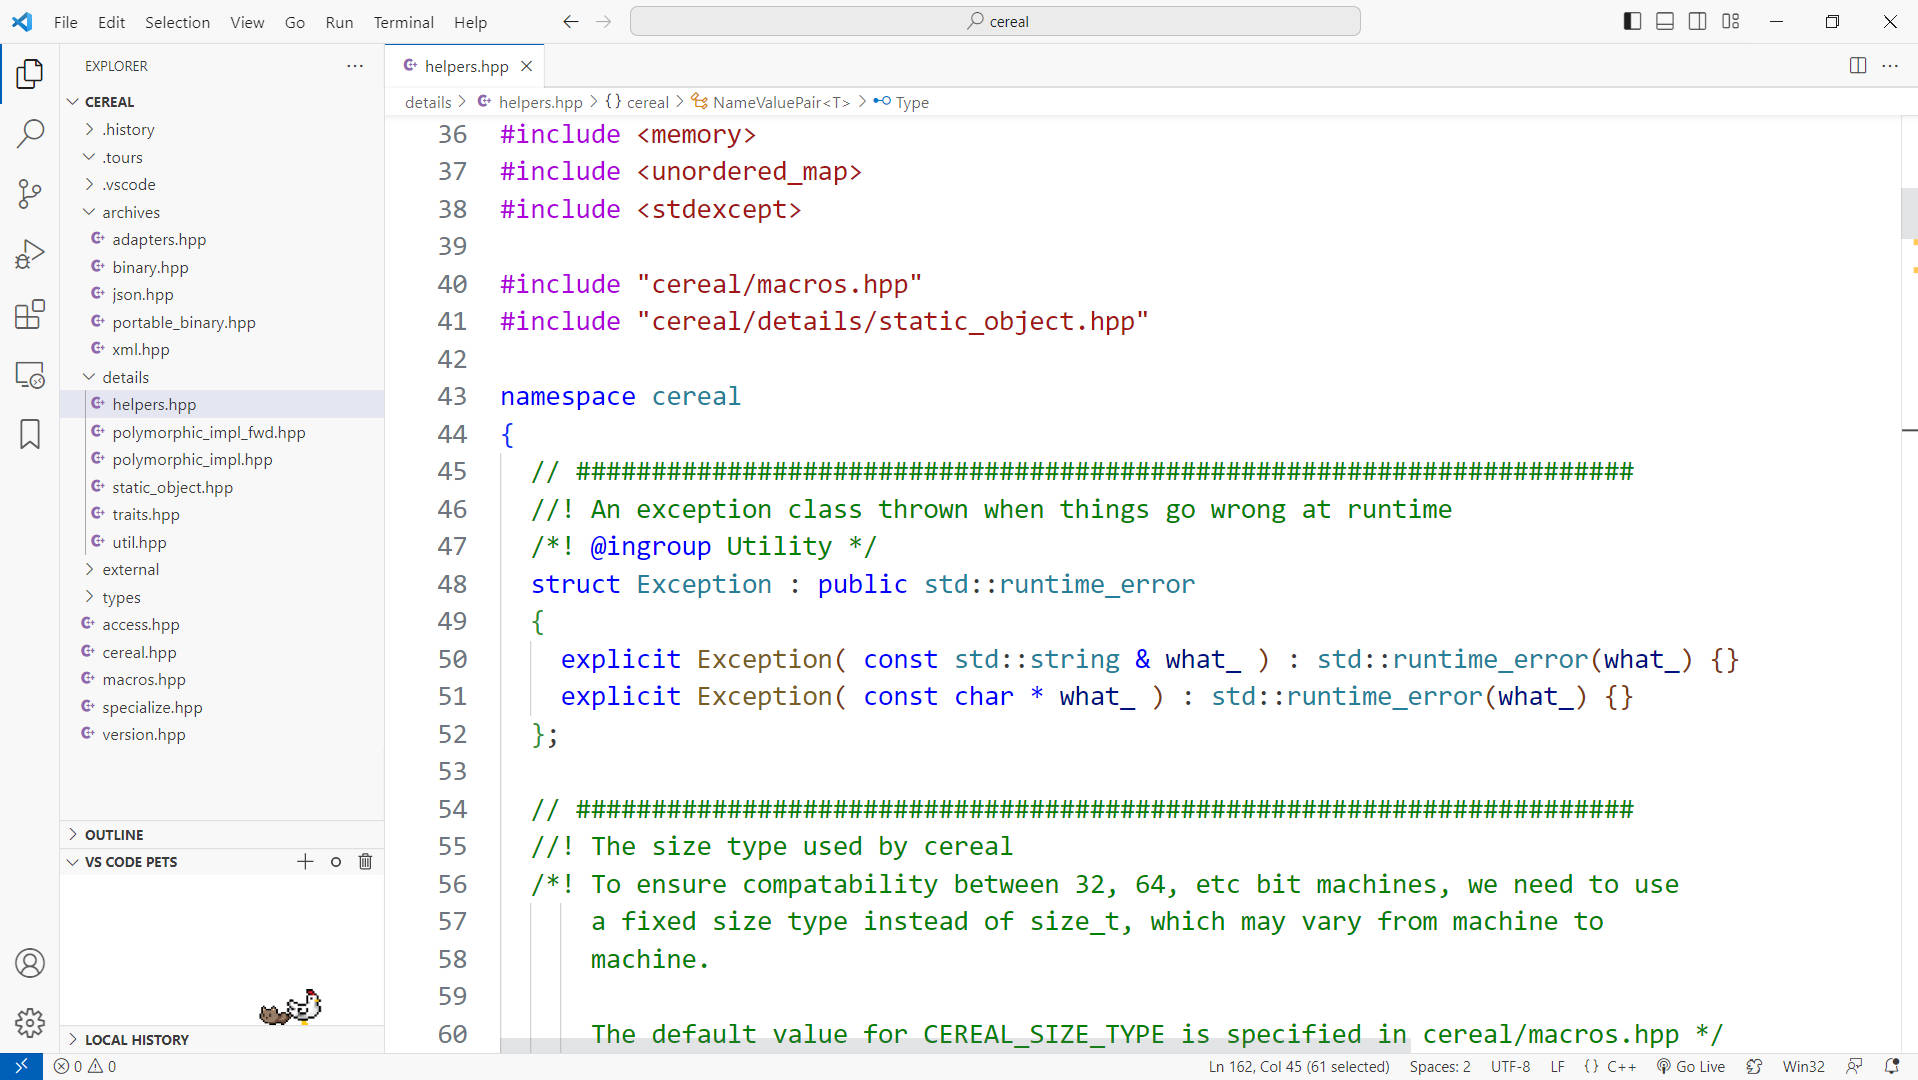 File Edit Selection View Go Run Terminal Help
cereal
EXPLORER
CEREAL
.history
.tours
.vscode
archives
adapters.hpp
binary.hpp
json.hpp
portable_binary.hpp
xml.hpp
details
helpers.hpp
polymorphic_impl_fwd.hpp
polymorphic_impl.hpp
static_object.hpp
traits.hpp
util.hpp
external
types
access.hpp
cereal.hpp
macros.hpp
specialize.hpp
version.hpp
OUTLINE
VS CODE PETS
LOCAL HISTORY
helpers.hpp
details > helpers.hpp > {} cereal > NameValuePair<T> > Type
36 #include <memory>
37 #include <unordered_map>
38 #include <stdexcept>
39
40 #include "cereal/macros.hpp"
41 #include "cereal/details/static_object.hpp"
42
43 namespace cereal
44 {
45 // ######################################################################
46 //! An exception class thrown when things go wrong at runtime
47 /*! @ingroup Utility */
48 struct Exception : public std::runtime_error
49 {
50 explicit Exception( const std::string & what_ ) : std::runtime_error(what_) {}
51 explicit Exception( const char * what_ ) : std::runtime_error(what_) {}
52 };
53
54 // ######################################################################
55 //! The size type used by cereal
56 /*! To ensure compatability between 32, 64, etc bit machines, we need to use
57 a fixed size type instead of size_t, which may vary from machine to
58 machine.
59
60 The default value for CEREAL_SIZE_TYPE is specified in cereal/macros.hpp */
0 0 Ln 162, Col 45 (61 selected) Spaces: 2 UTF-8 LF {} C++ Go Live Win32